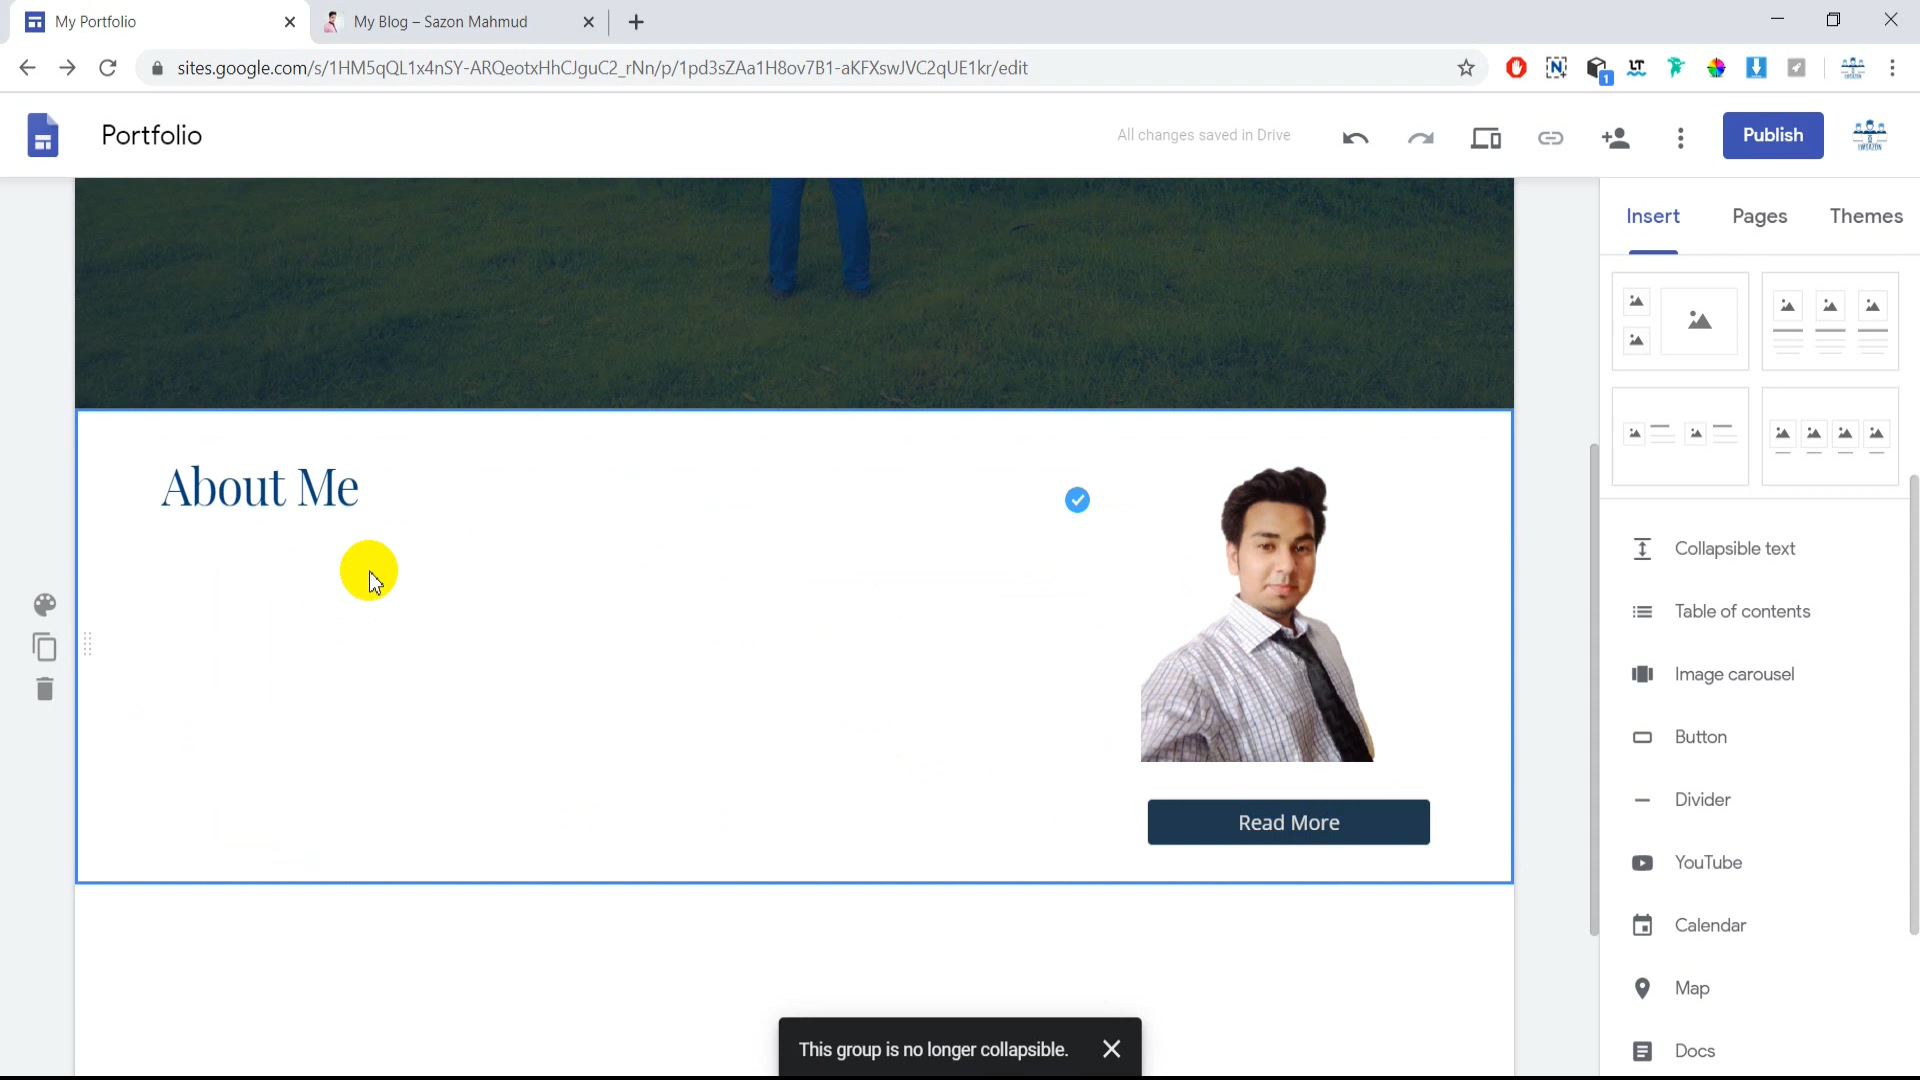 My Portfolio
My Blog – Sazon Mahmud
sites.google.com/s/1HM5qQL1x4nSY-ARQeotxHhCJguC2_rNn/p/1pd3sZAa1H8ov7B1-aKFXswJVC2qUE1kr/edit
1
LT
Portfolio
All changes saved in Drive
Publish
Insert
Pages
Themes
About Me
Read More
Collapsible text
Table of contents
Image carousel
Button
Divider
YouTube
Calendar
Map
Docs
This group is no longer collapsible.